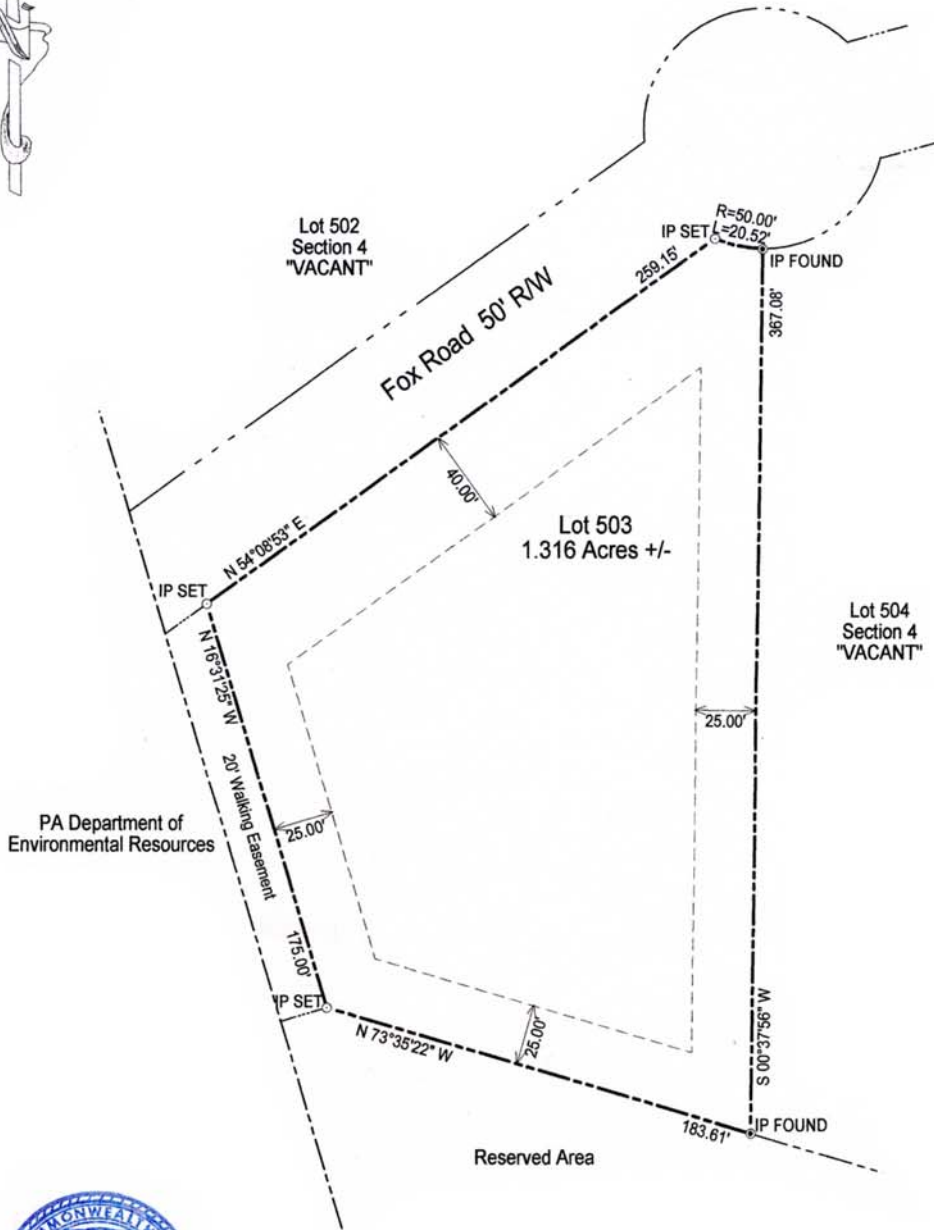 Lot 502
Section 4
"VACANT"
Fox Road 50' R/W
R=50.00'
L=20.52'
IP SET
IP FOUND
259.15'
367.08'
40.00'
N 54°08'53" E
Lot 503
1.316 Acres +/-
IP SET
Lot 504
Section 4
"VACANT"
N 16°31'25" W
25.00'
20' Walking Easement
PA Department of
Environmental Resources
25.00'
175.00'
IP SET
N 73°35'22" W
25.00'
S 00°37'56" W
183.61'
IP FOUND
Reserved Area
MONWEALTH